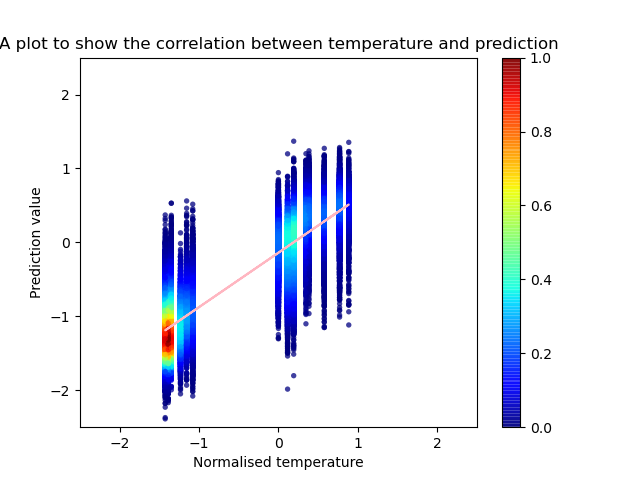 A plot to show the correlation between temperature and prediction
1.0
2
0.8
1
0.6
0
0.4
−1
0.2
−2
0.0
−2 −1 0 1 2
Prediction value
Normalised temperature